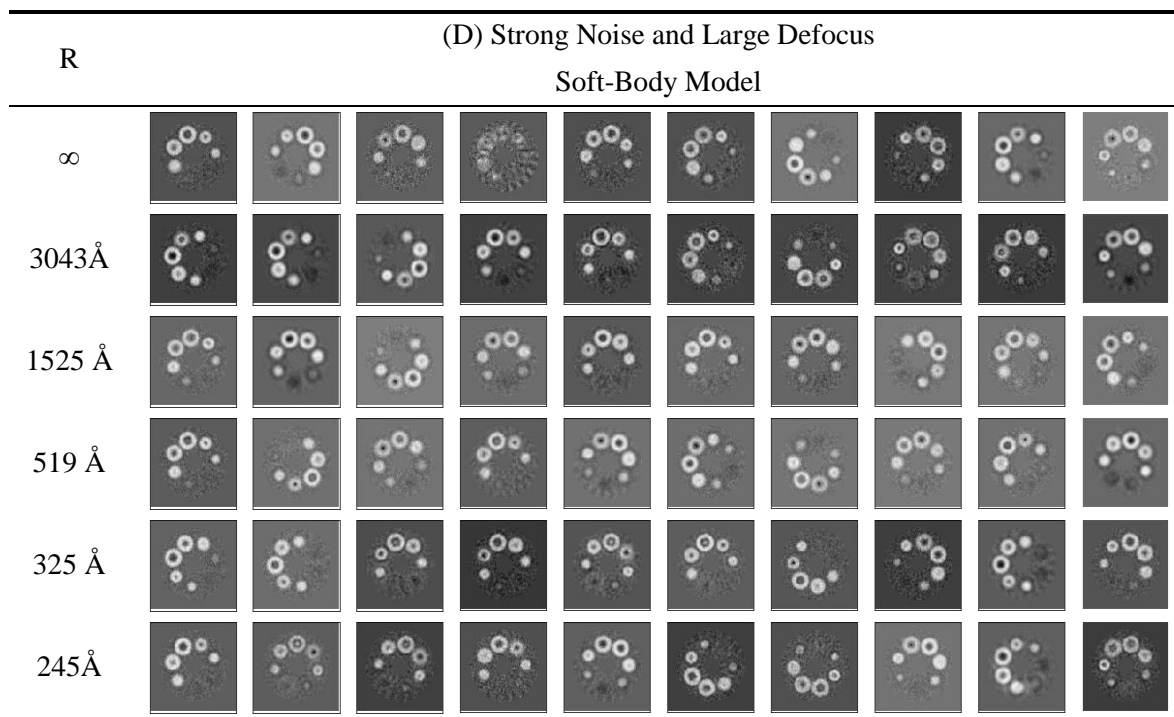 (D) Strong Noise and Large Defocus
R
Soft-Body Model
∞
3043Å
1525 Å
519 Å
325 Å
245Å